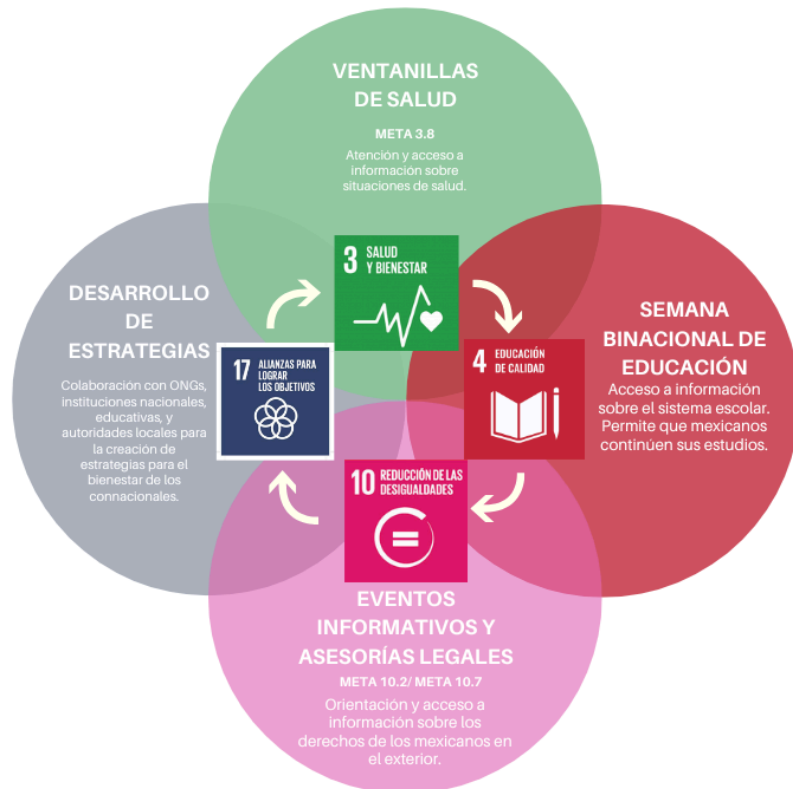 VENTANILLAS
DE SALUD
META 3.8
Atención y acceso a
información sobre
situaciones de salud.
3 SALUD
Y BIENESTAR
DESARROLLO
DE
ESTRATEGIAS
Colaboración con ONGs,
instituciones nacionales,
educativas, y
autoridades locales para
la creación de
estrategias para el
bienestar de los
connacionales.
17 ALIANZAS PARA
LOGRAR
LOS OBJETIVOS
4 EDUCACIÓN
DE CALIDAD
SEMANA
BINACIONAL DE
EDUCACIÓN
Acceso a información
sobre el sistema escolar.
Permite que mexicanos
continúen sus estudios.
10 REDUCCIÓN DE LAS
DESIGUALDADES
EVENTOS
INFORMATIVOS Y
ASESORÍAS LEGALES
META 10.2/ META 10.7
Orientación y acceso a
información sobre los
derechos de los mexicanos en
el exterior.